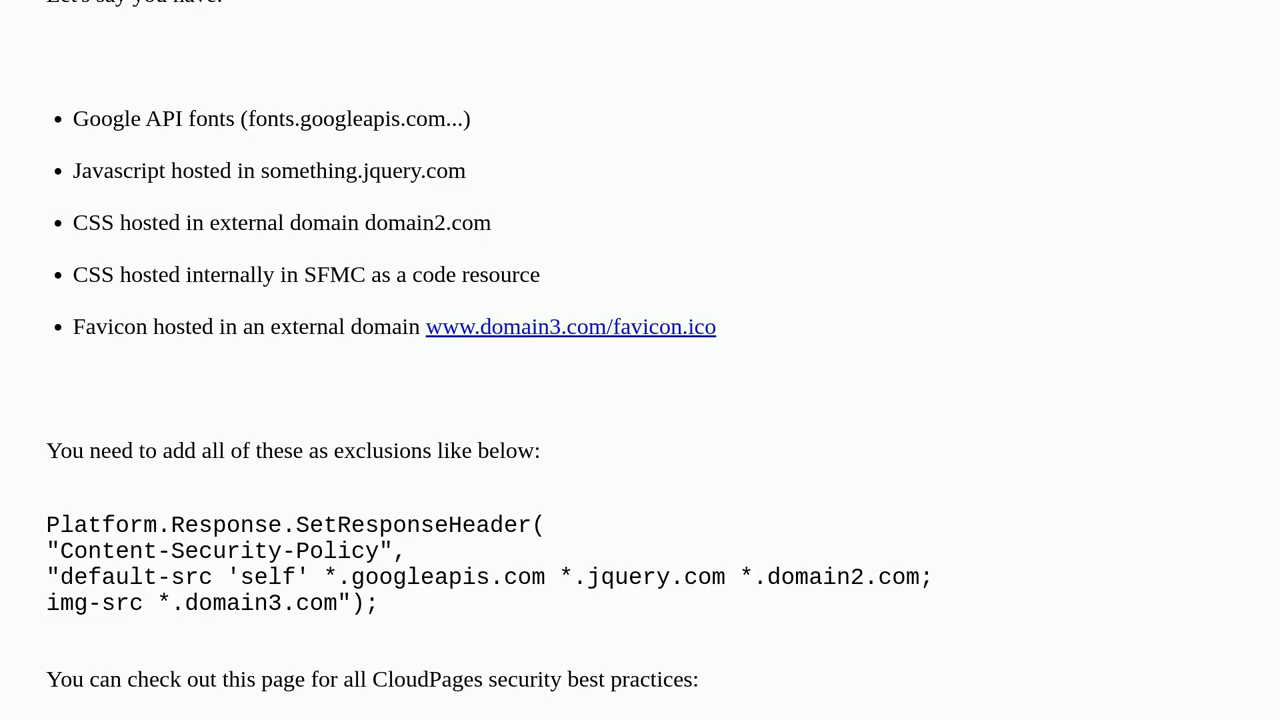 Let's say you have:
Google API fonts (fonts.googleapis.com...)
Javascript hosted in something.jquery.com
CSS hosted in external domain domain2.com
CSS hosted internally in SFMC as a code resource
Favicon hosted in an external domain www.domain3.com/favicon.ico
You need to add all of these as exclusions like below:
Platform.Response.SetResponseHeader(
"Content-Security-Policy",
"default-src 'self' *.googleapis.com *.jquery.com *.domain2.com;
img-src *.domain3.com");
You can check out this page for all CloudPages security best practices: